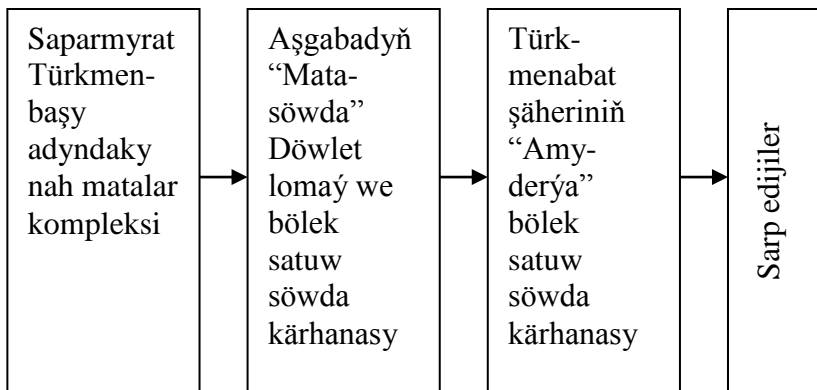 Saparmyrat
Türkmen-
başy
adyndaky
nah matalar
kompleksi
Aşgabadyň
“Mata-
söwda”
Döwlet
lomaý we
bölek
satuw
söwda
kärhanasy
Türk-
menabat
şäheriniň
“Amy-
derýa”
bölek
satuw
söwda
kärhanasy
Sarp edijiler